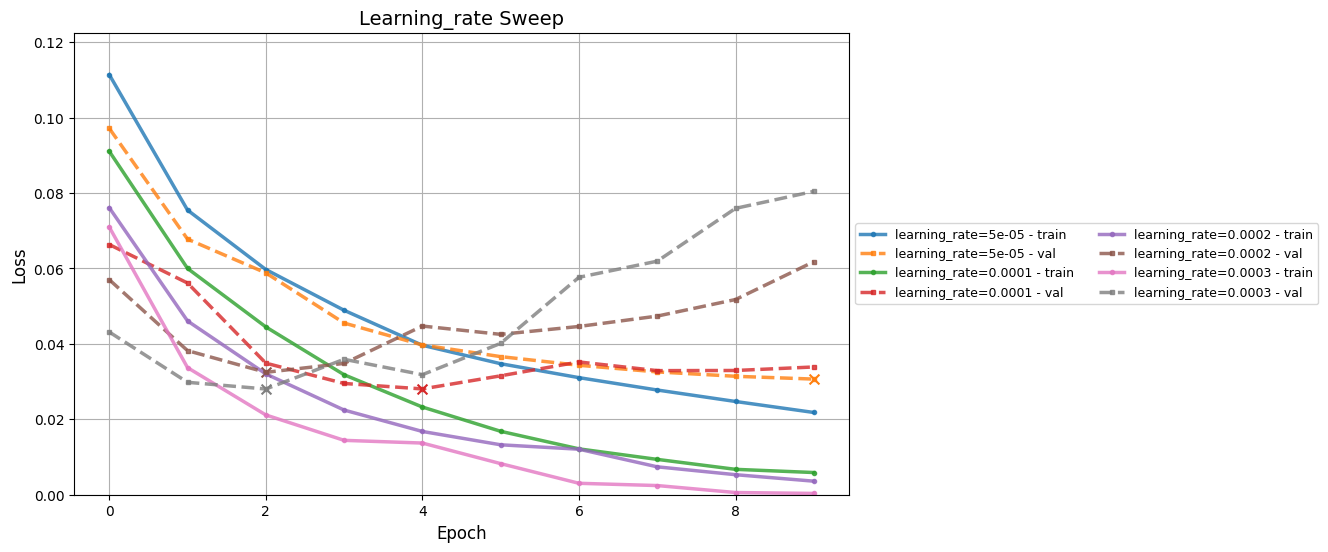 Learning_rate Sweep
0.12
0.10
0.08
0.06
0.04
0.02
0.00
Loss
0 2 4 6 8
Epoch
learning_rate=5e-05 - train
learning_rate=5e-05 - val
learning_rate=0.0001 - train
learning_rate=0.0001 - val
learning_rate=0.0002 - train
learning_rate=0.0002 - val
learning_rate=0.0003 - train
learning_rate=0.0003 - val